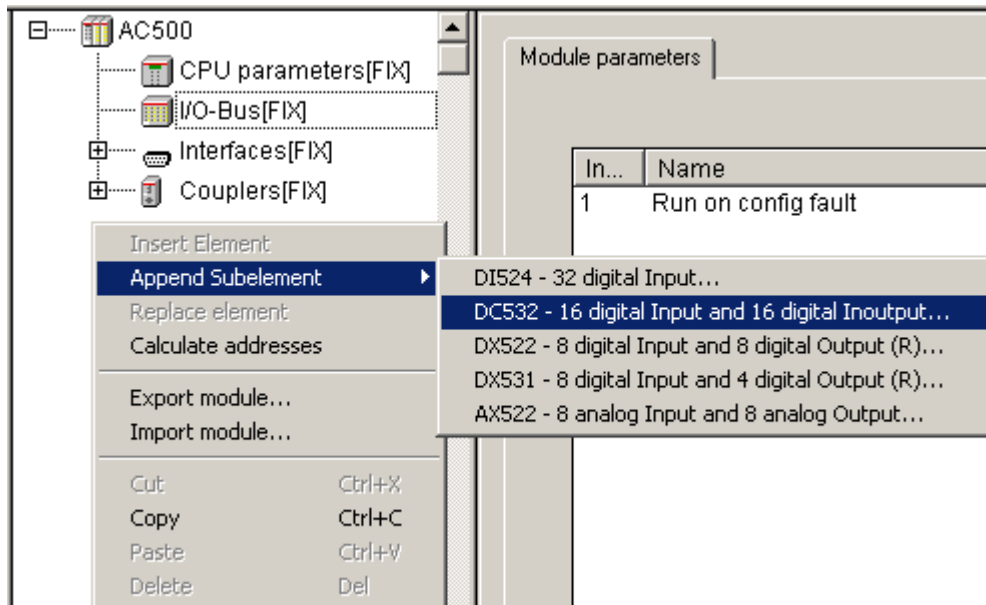 AC500
CPU parameters[FIX]
I/O-Bus[FIX]
Interfaces[FIX]
Couplers[FIX]
Insert Element
Append Subelement
Replace element
Calculate addresses
Export module...
Import module...
Cut Ctrl+X
Copy Ctrl+C
Paste Ctrl+V
Delete Del
Module parameters
In... Name
1 Run on config fault
DI524 - 32 digital Input...
DC532 - 16 digital Input and 16 digital Inoutput...
DX522 - 8 digital Input and 8 digital Output (R)...
DX531 - 8 digital Input and 4 digital Output (R)...
AX522 - 8 analog Input and 8 analog Output...